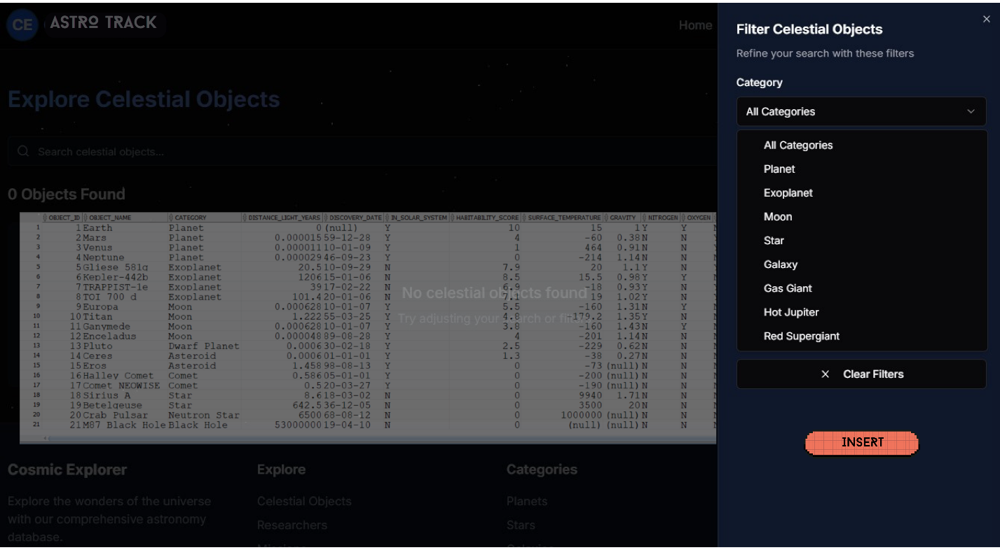 CE ASTRO TRACK
Home
Explore Celestial Objects
Search celestial objects...
0 Objects Found
OBJECT_ID OBJECT_NAME CATEGORY DISTANCE_LIGHT_YEARS DISCOVERY_DATE IN_SOLAR_SYSTEM HABITABILITY_SCORE SURFACE_TEMPERATURE GRAVITY NITROGEN OXYGEN
1 1 Earth Planet 0 (null) Y 10 15 1 Y Y
2 2 Mars Planet 0.000015 59-12-28 Y 4 -60 0.38 N N
3 3 Venus Planet 0.000011 10-01-09 Y 1 464 0.91 N N
4 4 Neptune Planet 0.000029 46-09-23 Y 0 -214 1.14 N N
5 5 Gliese 581g Exoplanet 20.5 10-09-29 N 7.9 20 1.1 Y N
6 6 Kepler-442b Exoplanet 1206 15-01-06 N 8.5 15.5 0.98 Y Y
7 7 TRAPPIST-1e Exoplanet 39 17-02-22 N 6.9 -18 0.93 Y N
8 8 TOI 700 d Exoplanet 101.4 20-01-06 N 7.1 19 1.02 Y N
9 9 Europa Moon 0.000628 10-01-07 Y 5.5 -160 1.31 N Y
10 10 Titan Moon 1.222 55-03-25 Y 4.8 -179.2 1.35 Y N
11 11 Ganymede Moon 0.000628 10-01-07 Y 3.8 -160 1.43 N Y
12 12 Enceladus Moon 0.000048 89-08-28 Y 4 -201 1.14 N N
13 13 Pluto Dwarf Planet 0.0006 30-02-18 Y 2.5 -229 0.62 N N
14 14 Ceres Asteroid 0.0006 01-01-01 Y 1.3 -38 0.27 N N
15 15 Eros Asteroid 1.458 98-08-13 Y 0 -73 (null) N N
16 16 Halley Comet Comet 0.586 05-01-01 Y 0 -200 (null) N N
17 17 Comet NEOWISE Comet 0.5 20-03-27 Y 0 -190 (null) N N
18 18 Sirius A Star 8.6 18-03-02 N 0 9940 1.71 N N
19 19 Betelgeuse Star 642.5 36-12-05 N 0 3500 20 N N
20 20 Crab Pulsar Neutron Star 6500 68-08-12 N 0 1000000 (null) N N
21 21 M87 Black Hole Black Hole 53000000 19-04-10 N 0 (null) (null) N N
No celestial objects found
Try adjusting your search or
Cosmic Explorer
Explore the wonders of the universe
with our comprehensive astronomy
database.
Explore
Celestial Objects
Researchers
Categories
Planets
Stars
Filter Celestial Objects
Refine your search with these filters
Category
All Categories
All Categories
Planet
Exoplanet
Moon
Star
Galaxy
Gas Giant
Hot Jupiter
Red Supergiant
Clear Filters
INSERT